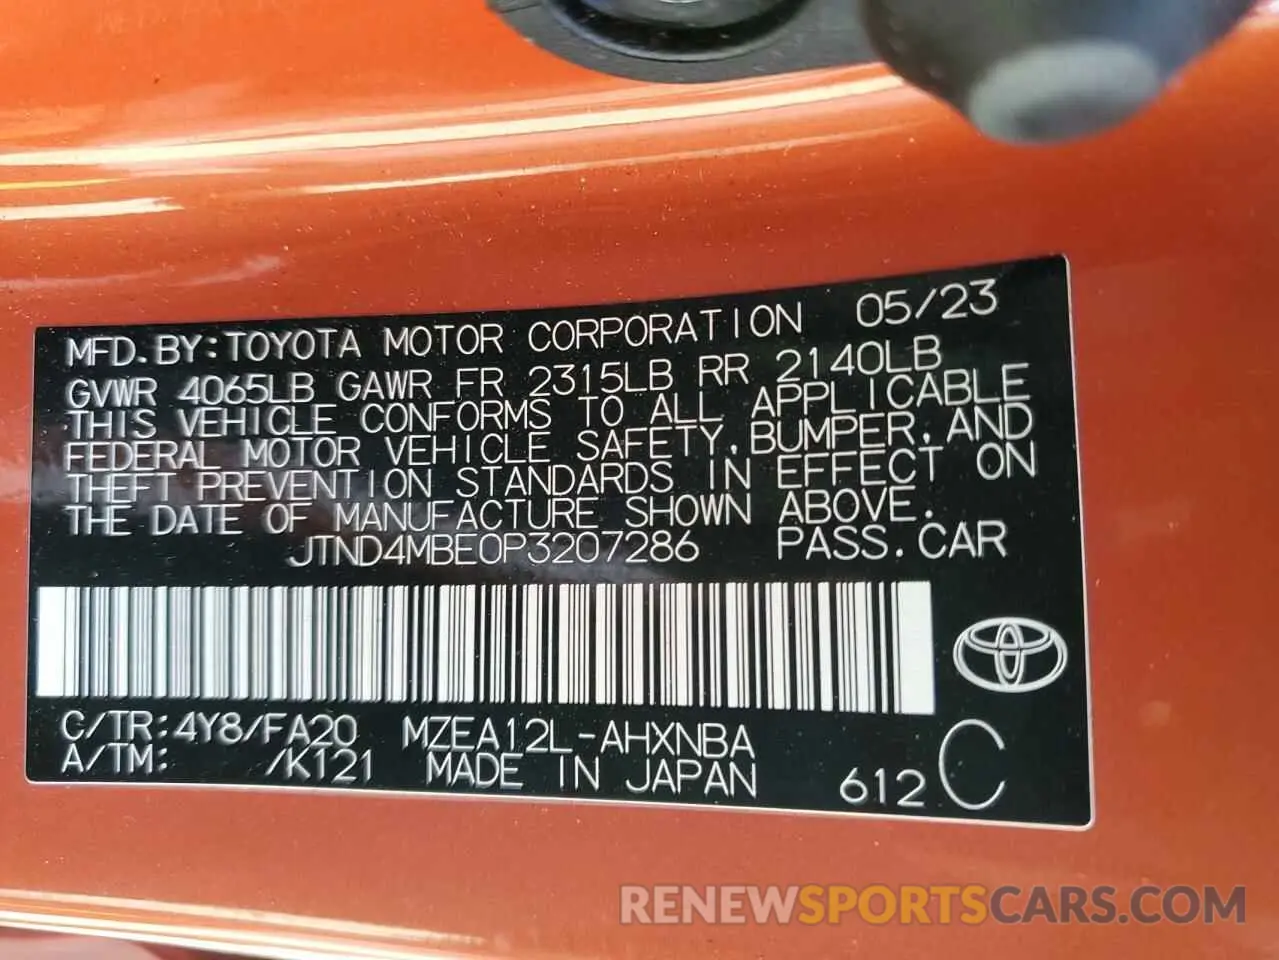 MFD. BY: TOYOTA MOTOR CORPORATION 05/23
GVWR 4065LB GAWR FR 2315LB RR 2140LB
THIS VEHICLE CONFORMS TO ALL APPLICABLE
FEDERAL MOTOR VEHICLE SAFETY, BUMPER, AND
THEFT PREVENTION STANDARDS IN EFFECT ON
THE DATE OF MANUFACTURE SHOWN ABOVE.
JTND4MBE0P3207286 PASS. CAR
C/TR: 4Y8/FA20 MZEA12L-AHXNBA
A/TM: /K121 MADE IN JAPAN 612 C
RENEWSPORTSCARS.COM